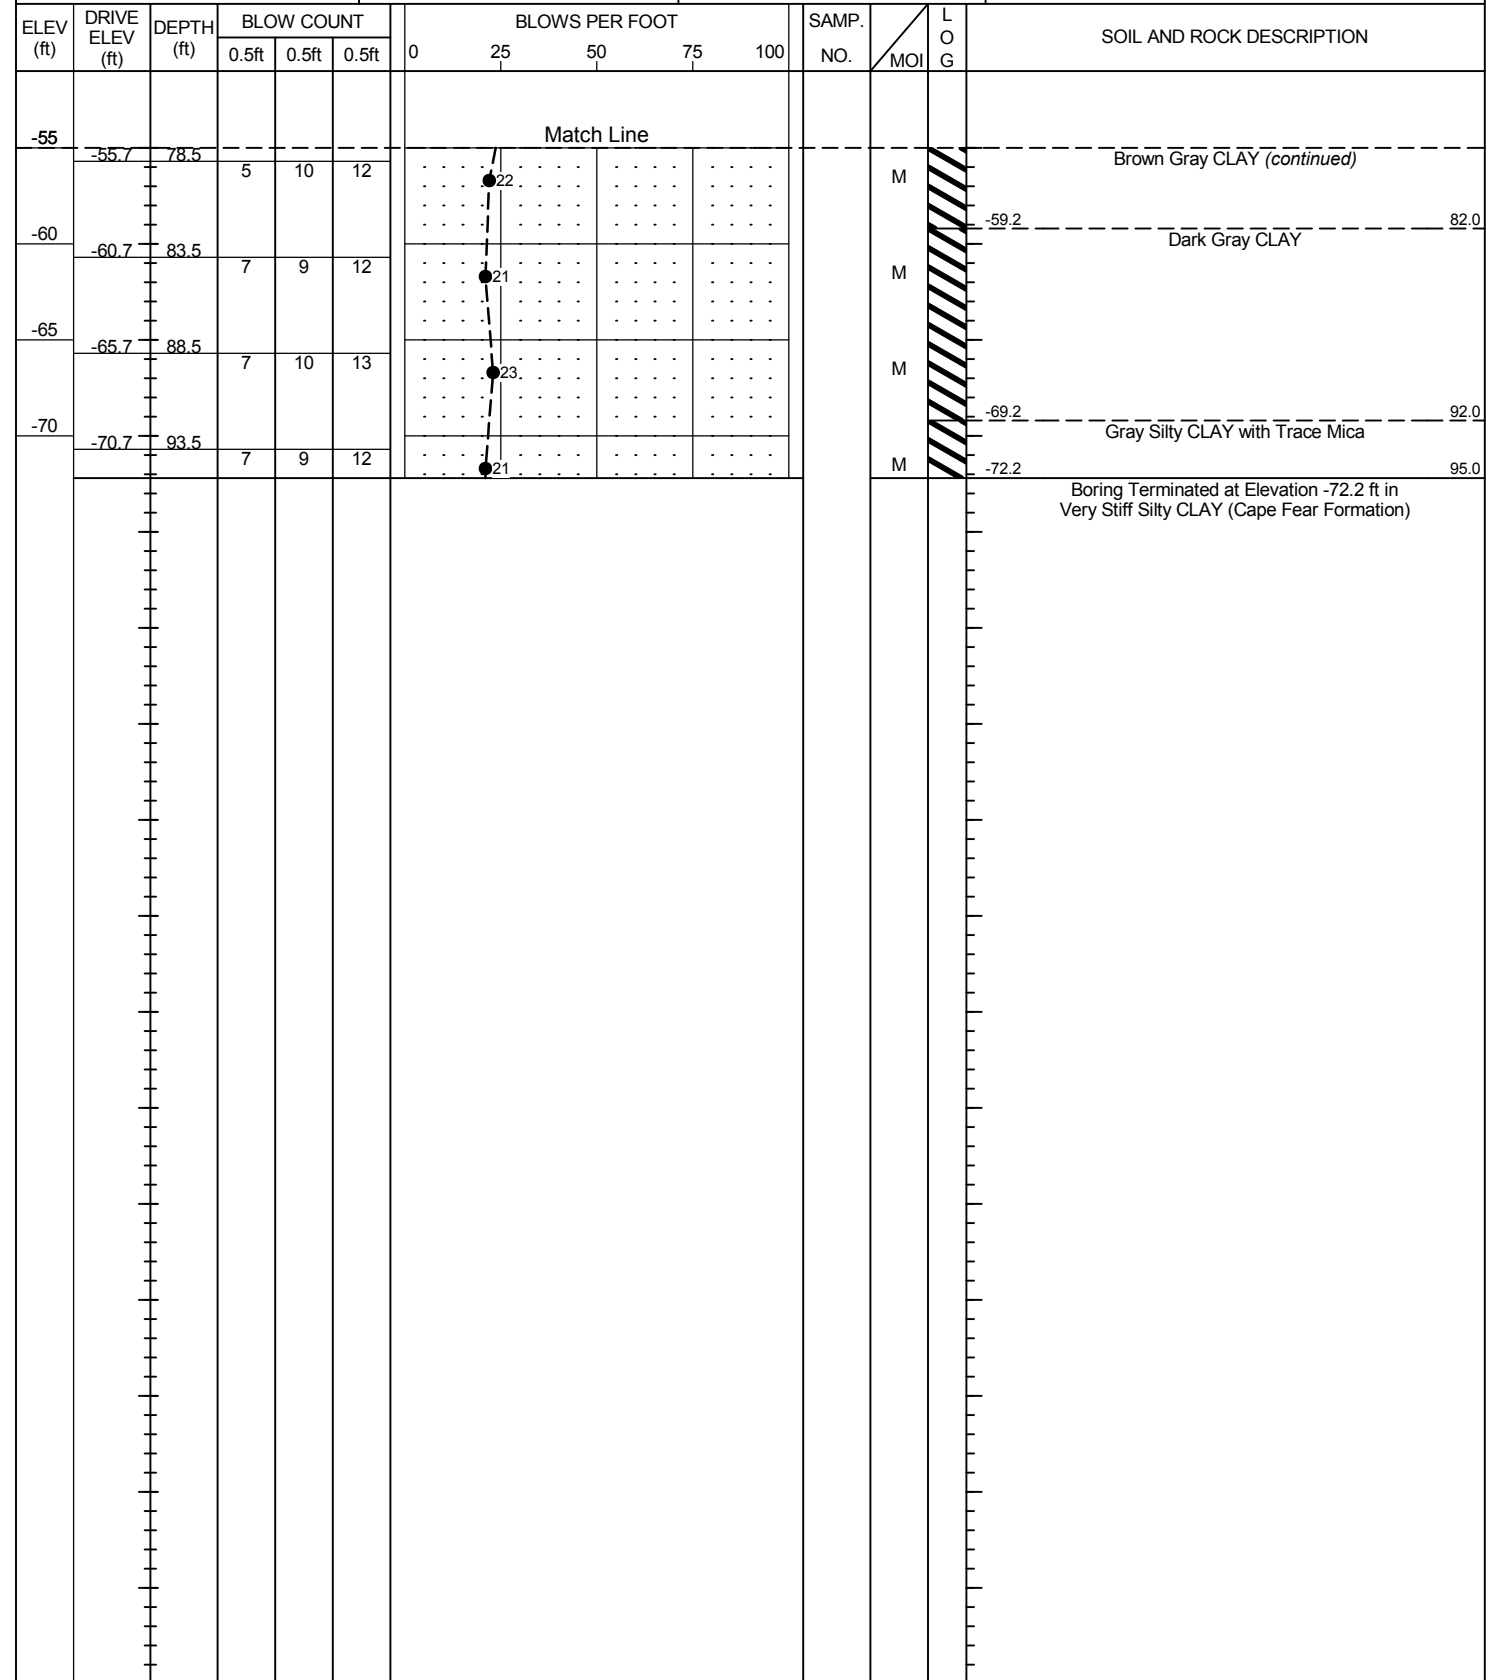 ELEV (ft) DRIVE ELEV (ft) DEPTH (ft) BLOW COUNT BLOWS PER FOOT SAMP. NO. MOI L O G SOIL AND ROCK DESCRIPTION
0.5ft 0.5ft 0.5ft 0 25 50 75 100
-55 Match Line
-55.7 78.5 Brown Gray CLAY (continued)
5 10 12 22 M
-59.2 82.0
-60 Dark Gray CLAY
-60.7 83.5
7 9 12 21 M
-65
-65.7 88.5
7 10 13 23 M
-69.2 92.0
-70 Gray Silty CLAY with Trace Mica
-70.7 93.5
7 9 12 21 M
-72.2 95.0
Boring Terminated at Elevation -72.2 ft in
Very Stiff Silty CLAY (Cape Fear Formation)